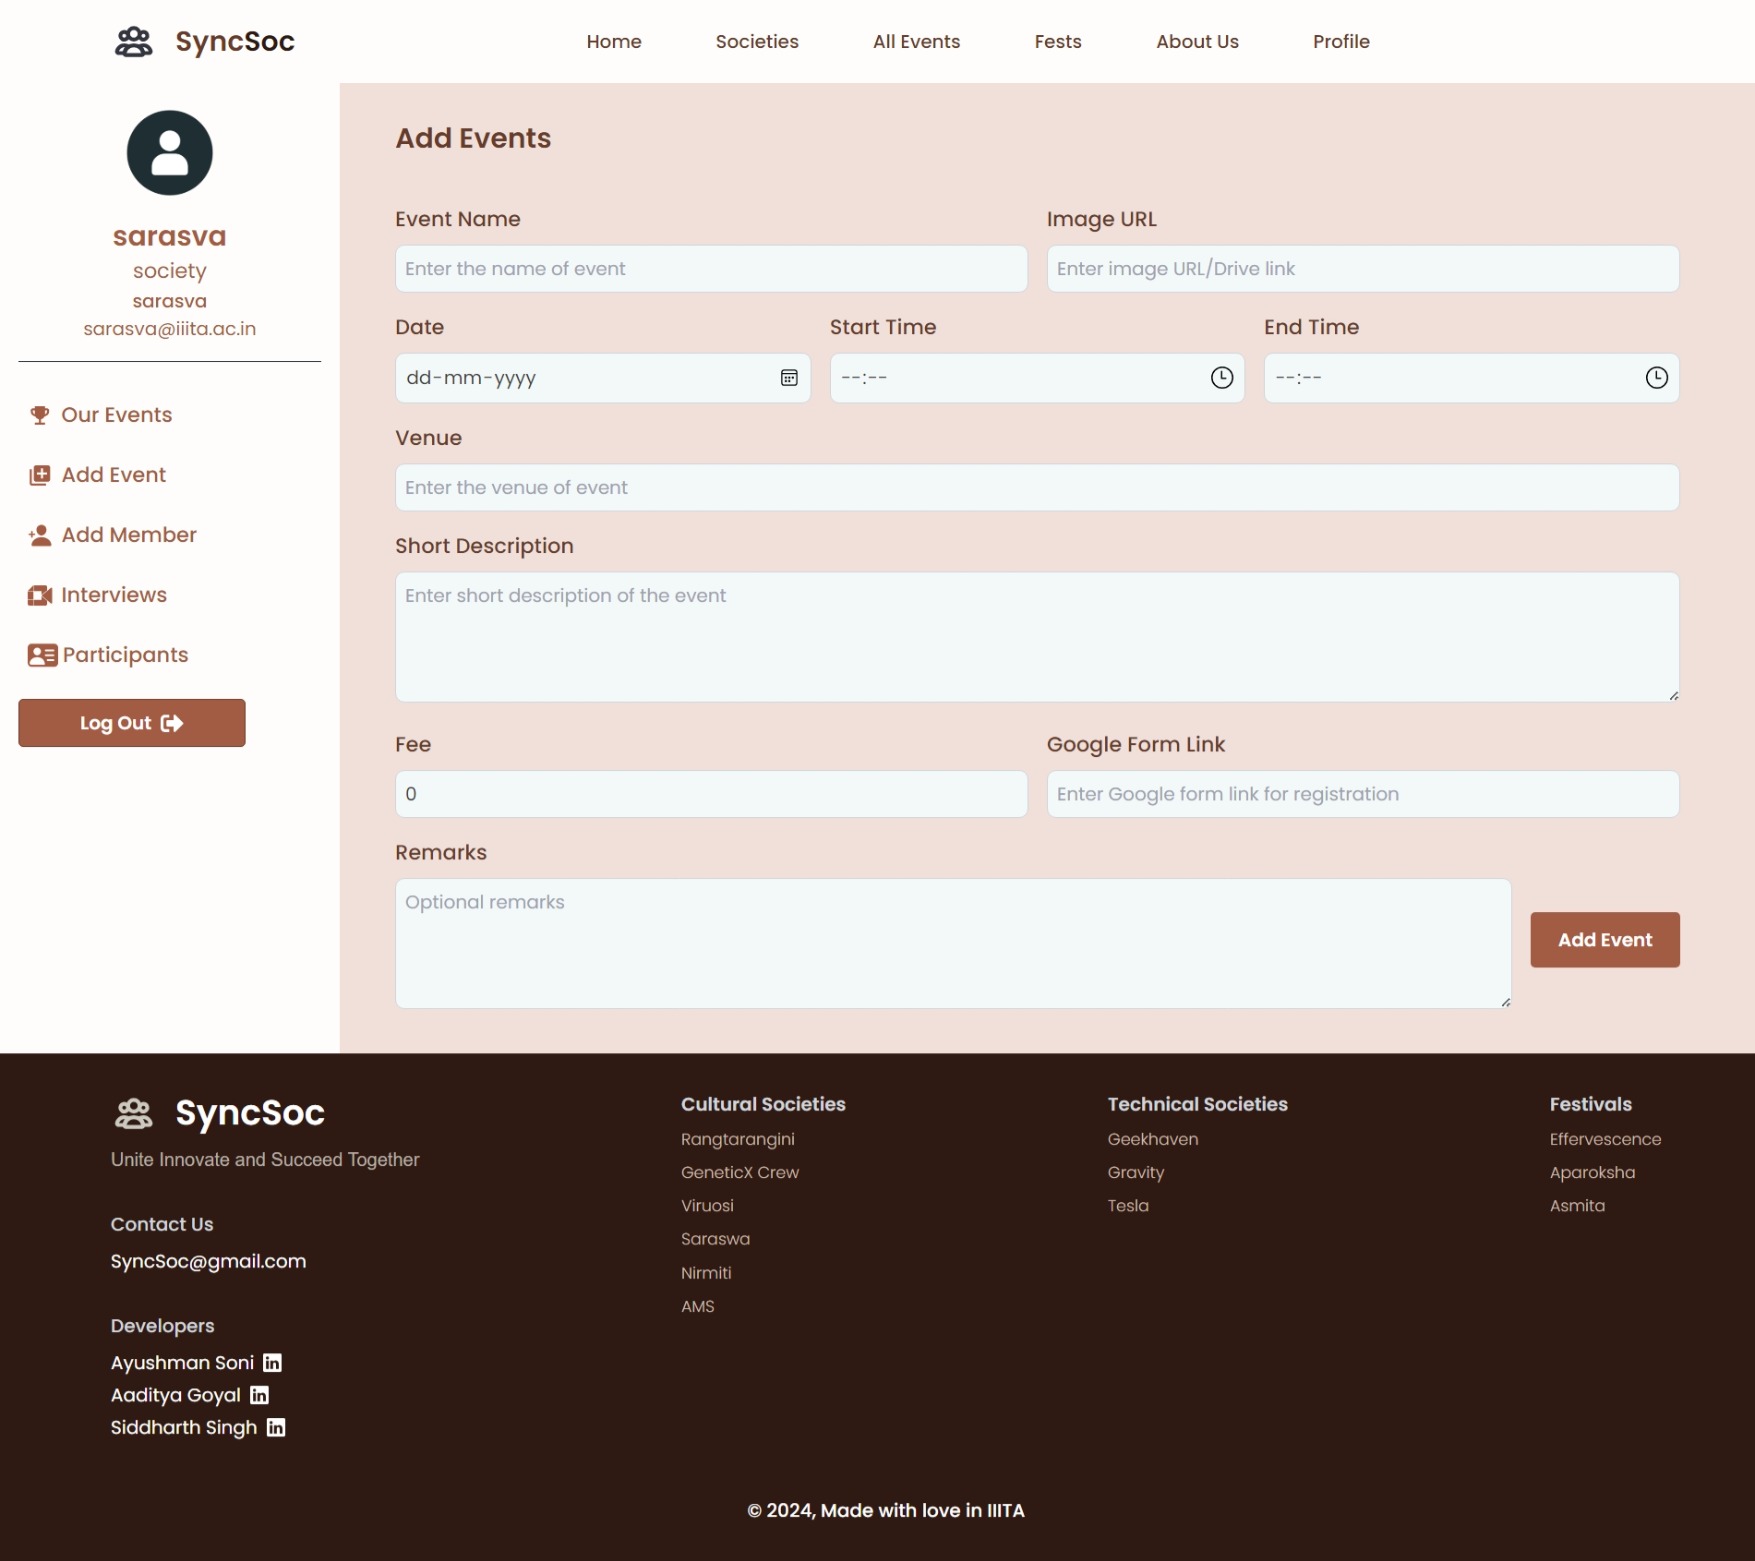 SyncSoc
Home Societies All Events Fests About Us Profile
sarasva
society
sarasva
sarasva@iiita.ac.in
Our Events
Add Event
Add Member
Interviews
Participants
Log Out
Add Events
Event Name Image URL
Enter the name of event Enter image URL/Drive link
Date Start Time End Time
dd-mm-yyyy --:-- --:--
Venue
Enter the venue of event
Short Description
Enter short description of the event
Fee Google Form Link
0 Enter Google form link for registration
Remarks
Optional remarks
Add Event
SyncSoc
Unite Innovate and Succeed Together
Contact Us
SyncSoc@gmail.com
Developers
Ayushman Soni in
Aaditya Goyal in
Siddharth Singh in
Cultural Societies
Rangtarangini
GeneticX Crew
Viruosi
Saraswa
Nirmiti
AMS
Technical Societies
Geekhaven
Gravity
Tesla
Festivals
Effervescence
Aparoksha
Asmita
© 2024, Made with love in IIITA